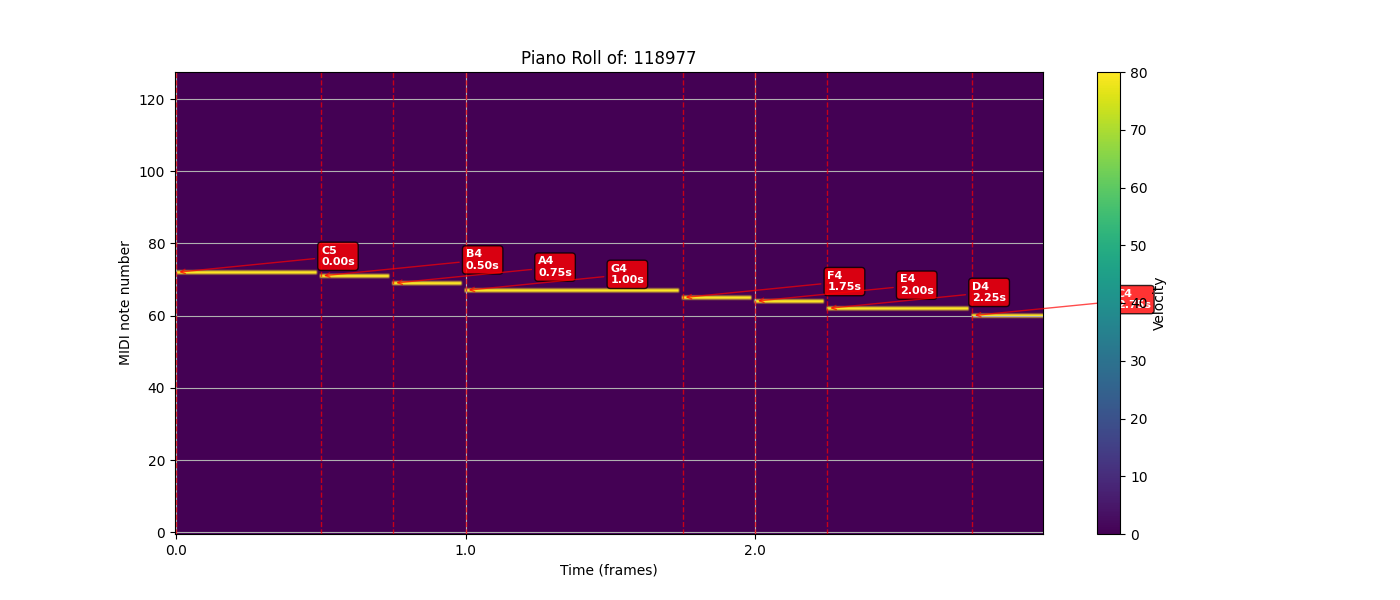 Piano Roll of: 118977
MIDI note number
120
100
80
60
40
20
0
C5
0.00s
B4
0.50s
A4
0.75s
G4
1.00s
F4
1.75s
E4
2.00s
D4
2.25s
0.0
1.0
2.0
Time (frames)
80
70
60
50
40
30
20
10
0
Velocity